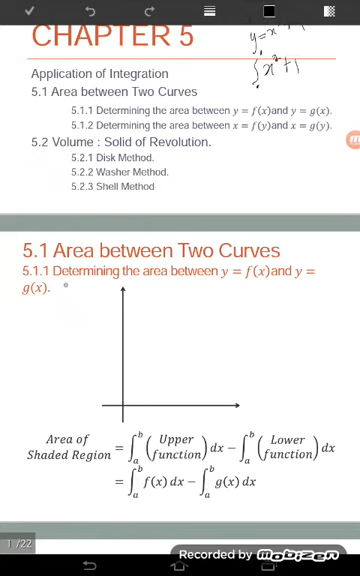 CHAPTER 5
y = x
∫ x² + 1
Application of Integration
5.1 Area between Two Curves
5.1.1 Determining the area between y = f(x)and y = g(x).
5.1.2 Determining the area between x = f(y)and x = g(y).
5.2 Volume : Solid of Revolution.
5.2.1 Disk Method.
5.2.2 Washer Method.
5.2.3 Shell Method
5.1 Area between Two Curves
5.1.1 Determining the area between y = f(x)and y =
g(x).
Area of Shaded Region = ∫ₐᵇ (Upper function) dx − ∫ₐᵇ (Lower function) dx
= ∫ₐᵇ f(x) dx − ∫ₐᵇ g(x) dx
1 /22
Recorded by mobizen